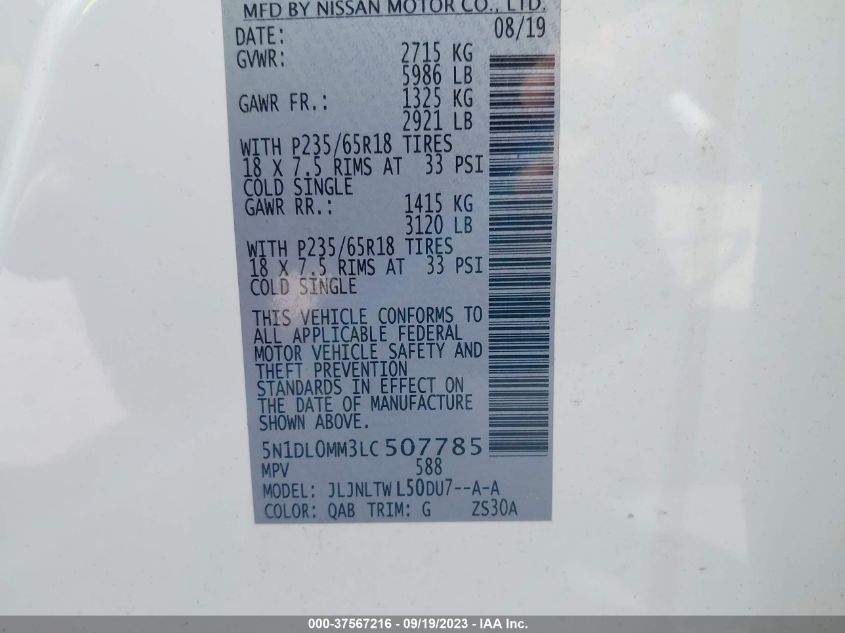 MFD BY NISSAN MOTOR CO., LTD.
DATE: 08/19
GVWR: 2715 KG
5986 LB
GAWR FR.: 1325 KG
2921 LB
WITH P235/65R18 TIRES
18 X 7.5 RIMS AT 33 PSI
COLD SINGLE
GAWR RR.: 1415 KG
3120 LB
WITH P235/65R18 TIRES
18 X 7.5 RIMS AT 33 PSI
COLD SINGLE
THIS VEHICLE CONFORMS TO
ALL APPLICABLE FEDERAL
MOTOR VEHICLE SAFETY AND
THEFT PREVENTION
STANDARDS IN EFFECT ON
THE DATE OF MANUFACTURE
SHOWN ABOVE.
5N1DL0MM3LC507785
MPV 588
MODEL: JLJNLTWL50DU7--A-A
COLOR: QAB TRIM: G ZS30A
000-37567216 - 09/19/2023 - IAA Inc.